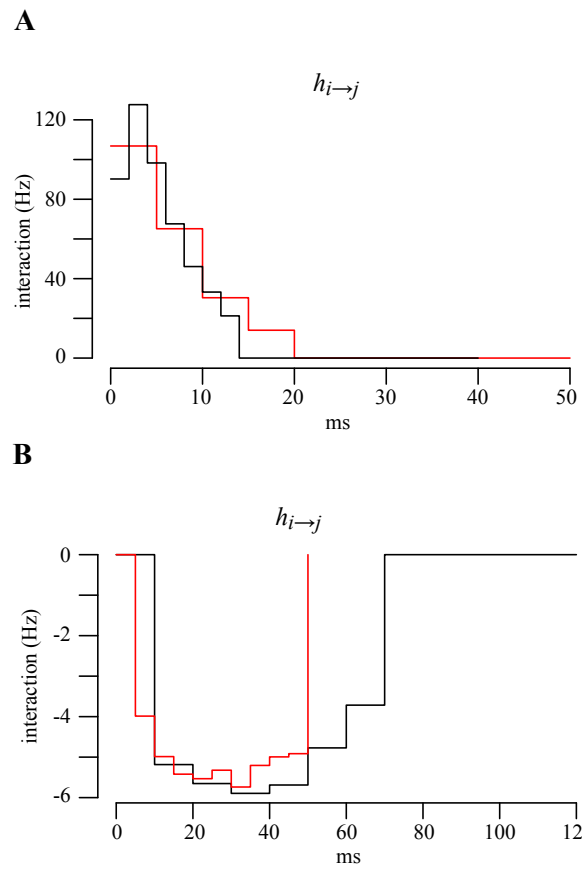 A
h_{i→j}
120
80
40
0
interaction (Hz)
0 10 20 30 40 50
ms
B
h_{i→j}
0
-2
-4
-6
interaction (Hz)
0 20 40 60 80 100 12
ms